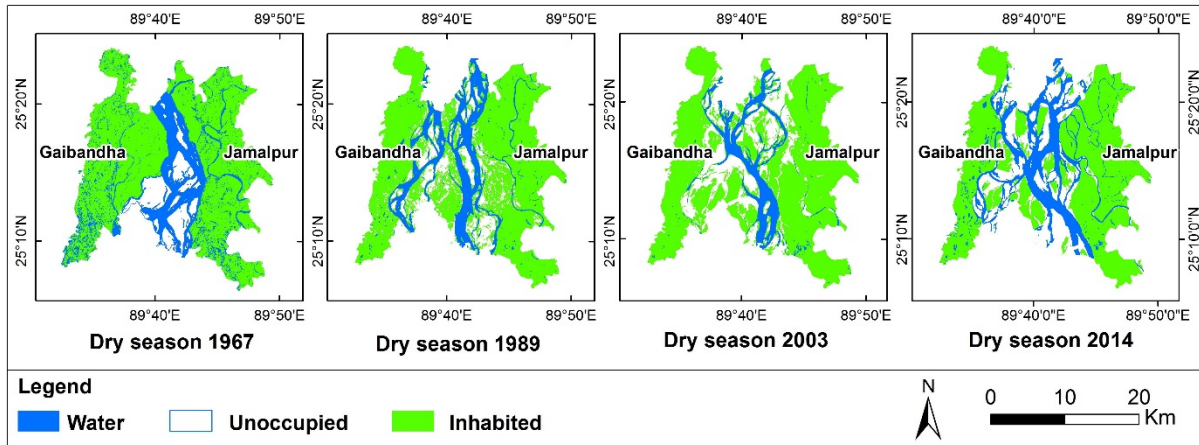 89°40'E 89°50'E 89°40'E 89°50'E 89°40'E 89°50'E 89°40'0"E 89°50'0"E
25°20'N 25°20'N 25°20'N 25°20'N 25°20'0"N
Gaibandha Jamalpur Gaibandha Jamalpur Gaibandha Jamalpur Gaibandha Jamalpur
25°10'N 25°10'N 25°10'N 25°10'N 25°10'0"N
89°40'E 89°50'E 89°40'E 89°50'E 89°40'E 89°50'E 89°40'0"E 89°50'0"E
Dry season 1967 Dry season 1989 Dry season 2003 Dry season 2014
Legend
Water Unoccupied Inhabited
N
0 10 20
Km